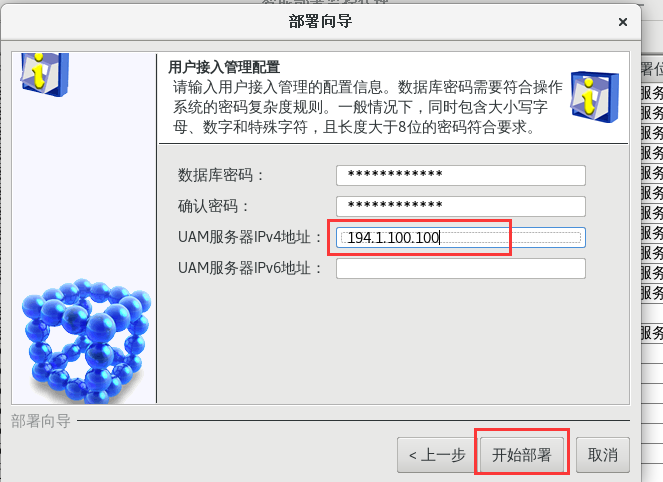 部署向导
用户接入管理配置
请输入用户接入管理的配置信息。数据库密码需要符合操作
系统的密码复杂度规则。一般情况下，同时包含大小写字
母、数字和特殊字符，且长度大于8位的密码符合要求。
数据库密码： ************
确认密码： ************
UAM服务器IPv4地址： 194.1.100.100
UAM服务器IPv6地址：
部署向导
< 上一步 开始部署 取消
署位
服务
服务
服务
服务
服务
服务
服务
服务
服务
服务
服务
服务